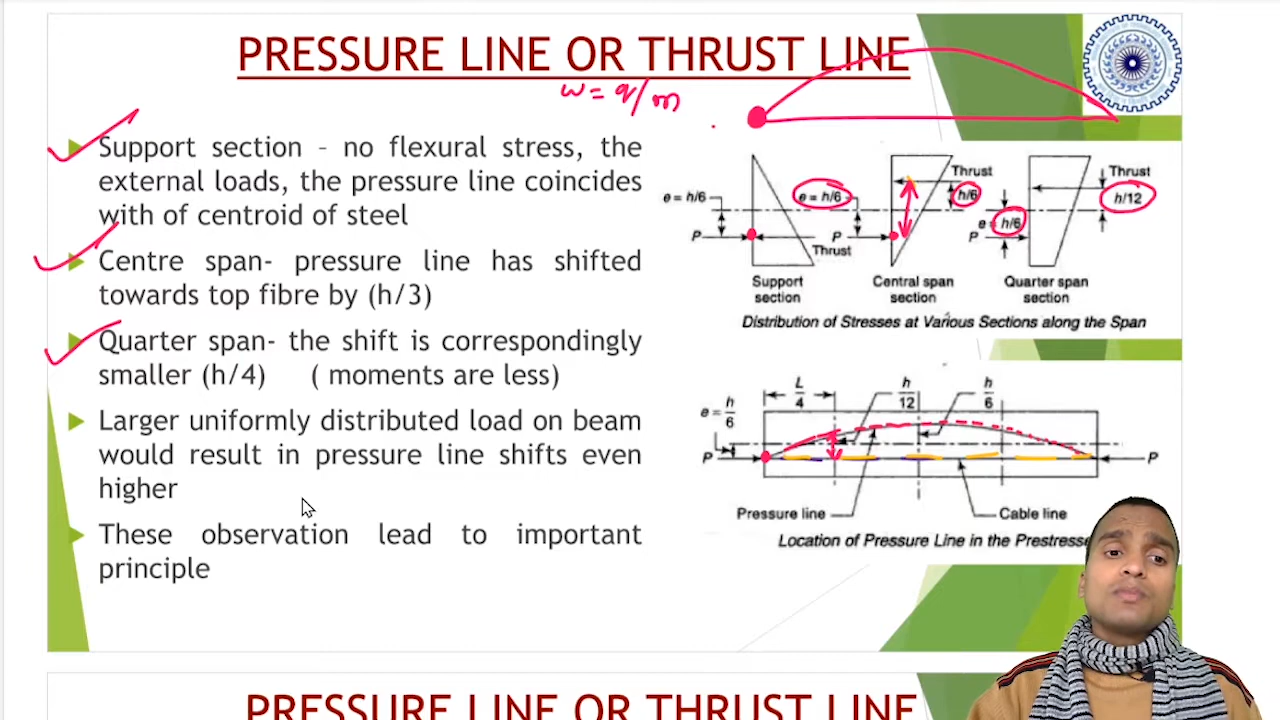 PRESSURE LINE OR THRUST LINE
w = q/m
Support section – no flexural stress, the
external loads, the pressure line coincides
with of centroid of steel
Centre span- pressure line has shifted
towards top fibre by (h/3)
Quarter span- the shift is correspondingly
smaller (h/4) ( moments are less)
Larger uniformly distributed load on beam
would result in pressure line shifts even
higher
These observation lead to important
principle
e = h/6
P
Thrust
Support
section
e = h/6
P
Thrust
h/6
Central span
section
e = h/6
P
Thrust
h/12
Quarter span
section
Distribution of Stresses at Various Sections along the Span
e = h/6
L/4
h/12
h/6
P
P
Pressure line
Cable line
Location of Pressure Line in the Prestresse
PRESSURE LINE OR THRUST LINE